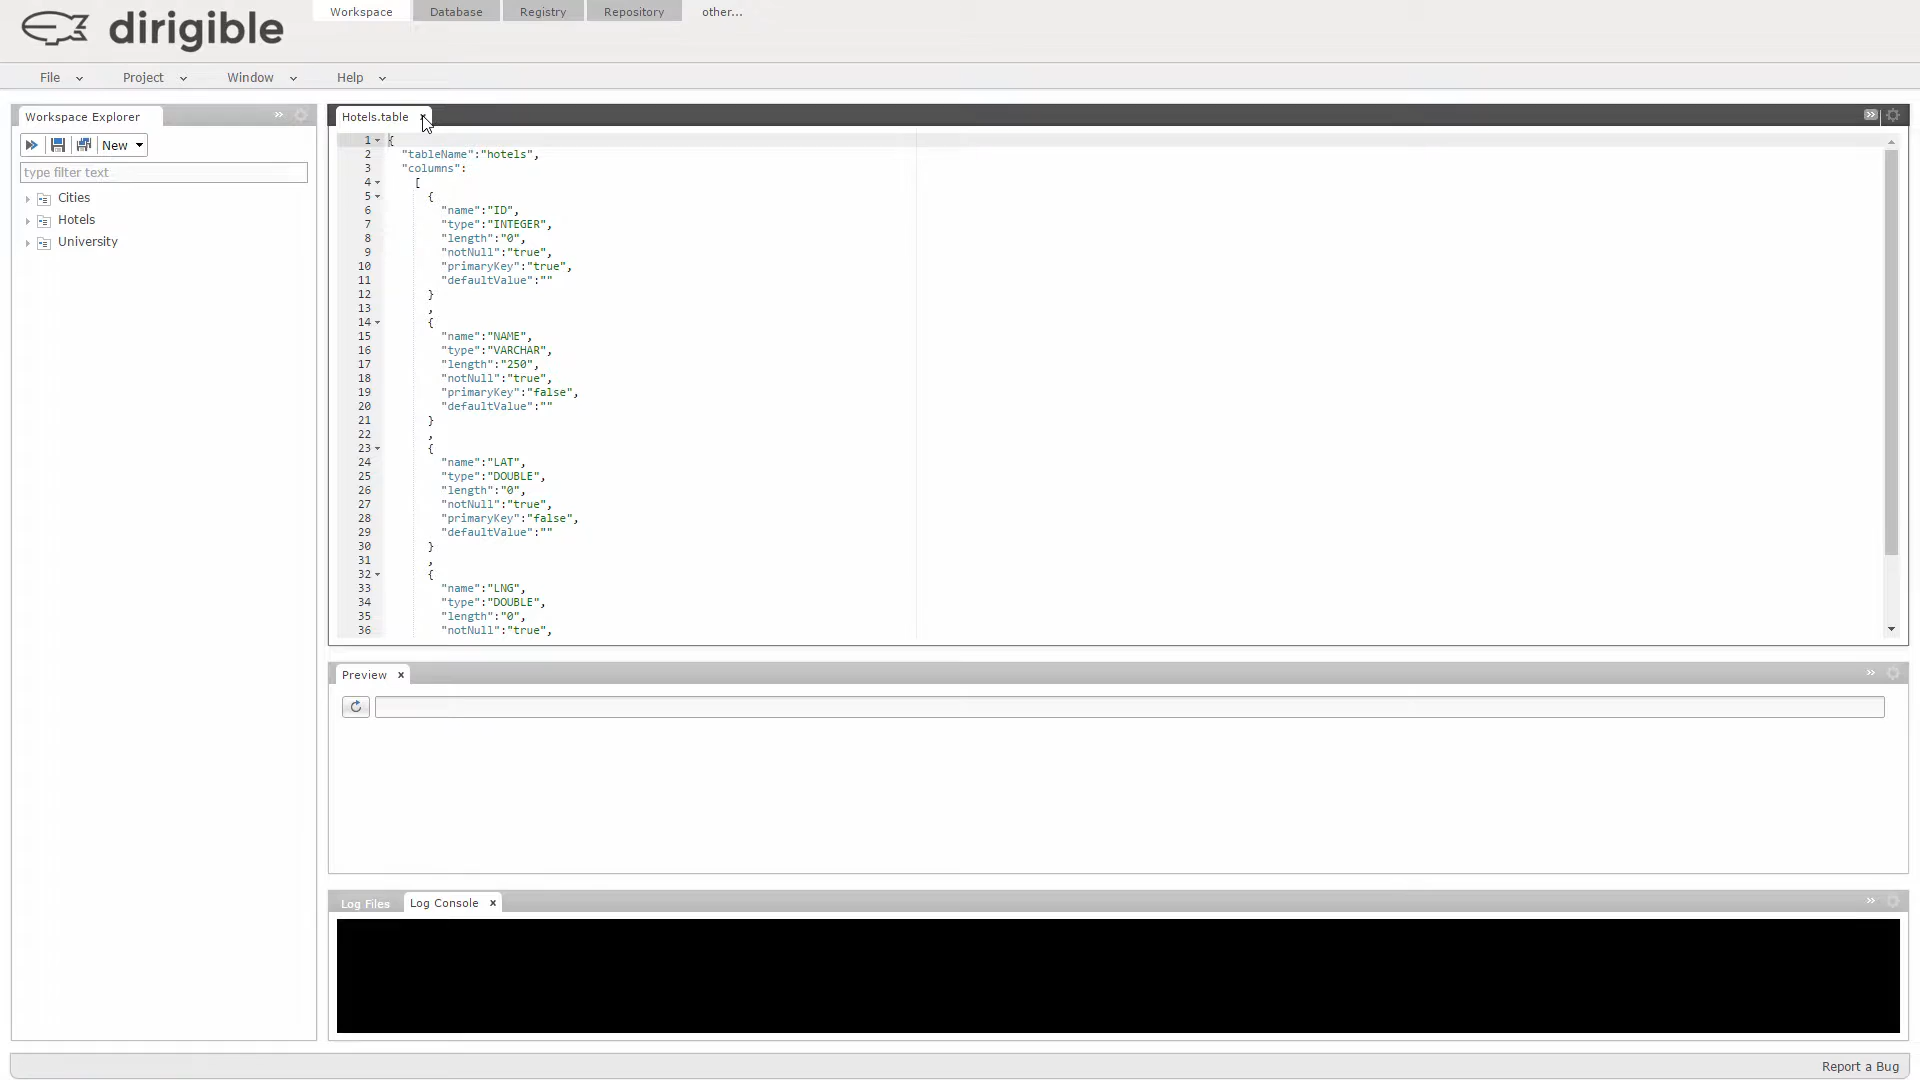 dirigible
Workspace
Database
Registry
Repository
other...
File
Project
Window
Help
Workspace Explorer
New
type filter text
Cities
Hotels
University
Hotels.table
1 {
2 "tableName":"hotels",
3 "columns":
4 [
5 {
6 "name":"ID",
7 "type":"INTEGER",
8 "length":"0",
9 "notNull":"true",
10 "primaryKey":"true",
11 "defaultValue":""
12 }
13 ,
14 {
15 "name":"NAME",
16 "type":"VARCHAR",
17 "length":"250",
18 "notNull":"true",
19 "primaryKey":"false",
20 "defaultValue":""
21 }
22 ,
23 {
24 "name":"LAT",
25 "type":"DOUBLE",
26 "length":"0",
27 "notNull":"true",
28 "primaryKey":"false",
29 "defaultValue":""
30 }
31 ,
32 {
33 "name":"LNG",
34 "type":"DOUBLE",
35 "length":"0",
36 "notNull":"true",
Preview
Log Files
Log Console
Report a Bug